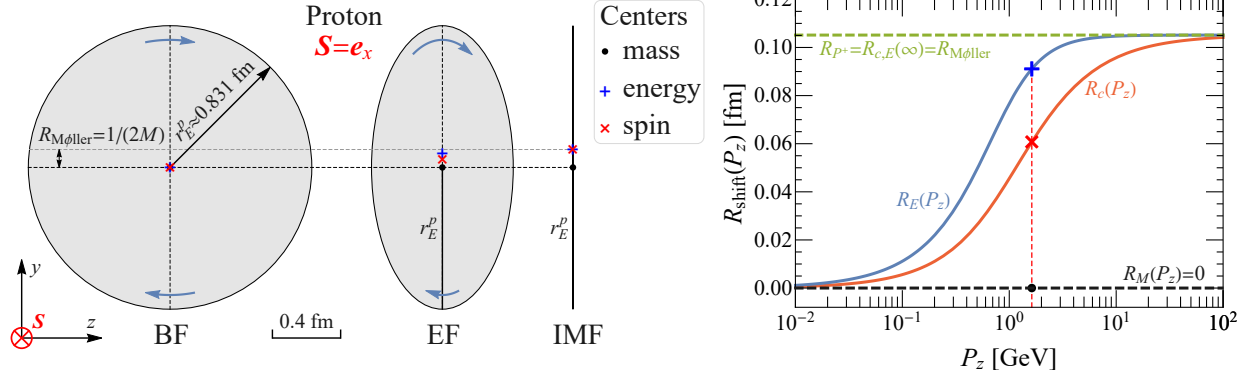 Proton
S=e_x
Centers
mass
energy
spin
R_Møller=1/(2M)
r_E^p≈0.831 fm
r_E^p
r_E^p
y
S
z
BF
0.4 fm
EF
IMF
R_shift(P_z) [fm]
0.12
0.10
0.08
0.06
0.04
0.02
0.00
R_P+=R_c,E(∞)=R_Møller
R_c(P_z)
R_E(P_z)
R_M(P_z)=0
10^-2
10^-1
10^0
10^1
10^2
P_z [GeV]